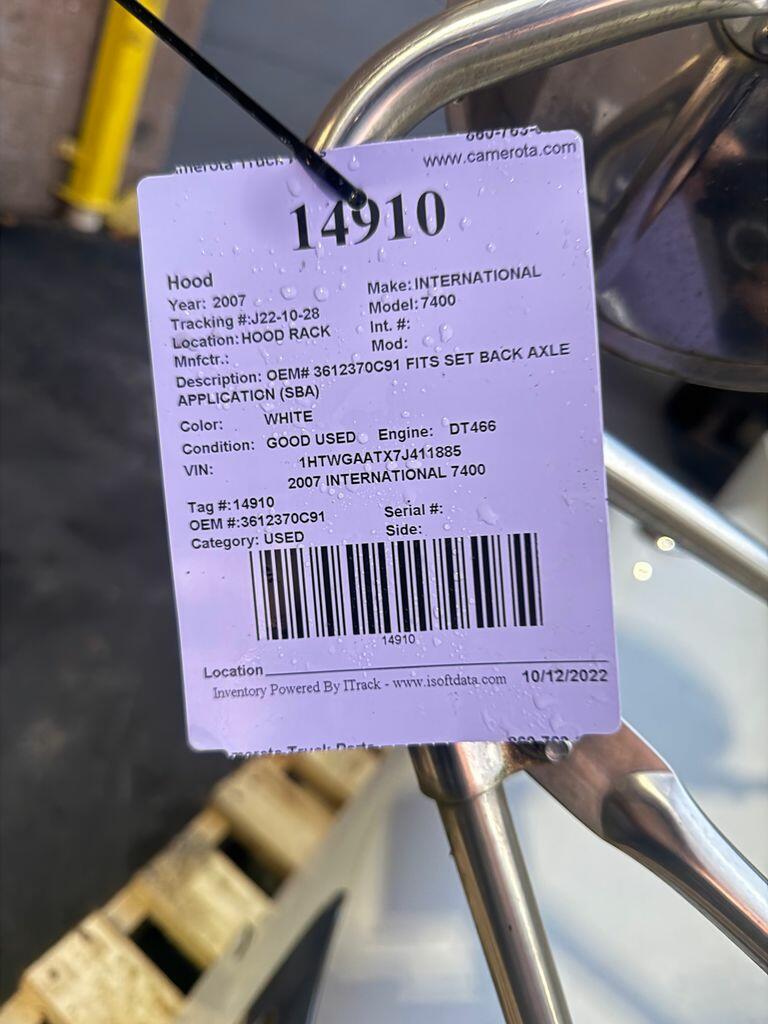 www.camerota.com
14910
Hood
Year: 2007 Make: INTERNATIONAL
Tracking #:J22-10-28 Model: 7400
Location: HOOD RACK Int. #:
Mnfctr.: Mod:
Description: OEM# 3612370C91 FITS SET BACK AXLE
APPLICATION (SBA)
Color: WHITE
Condition: GOOD USED Engine: DT466
VIN: 1HTWGAATX7J411885
2007 INTERNATIONAL 7400
Tag #:14910
OEM #:3612370C91 Serial #:
Category: USED Side:
14910
Location
Inventory Powered By ITrack - www.isoftdata.com 10/12/2022